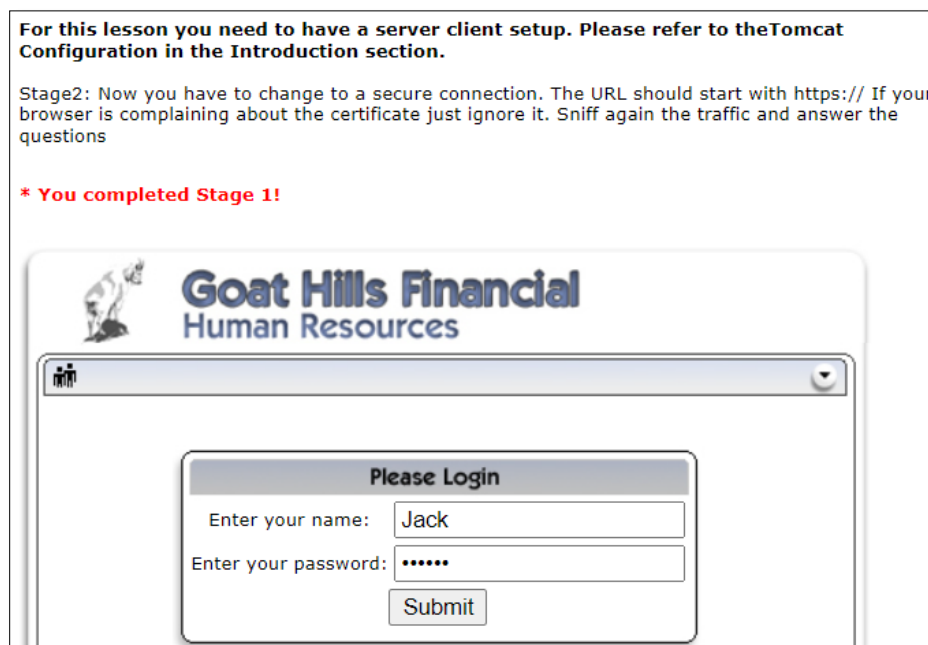 For this lesson you need to have a server client setup. Please refer to theTomcat
Configuration in the Introduction section.
Stage2: Now you have to change to a secure connection. The URL should start with https:// If your
browser is complaining about the certificate just ignore it. Sniff again the traffic and answer the
questions
* You completed Stage 1!
Goat Hills Financial
Human Resources
Please Login
Enter your name: Jack
Enter your password: ••••••
Submit